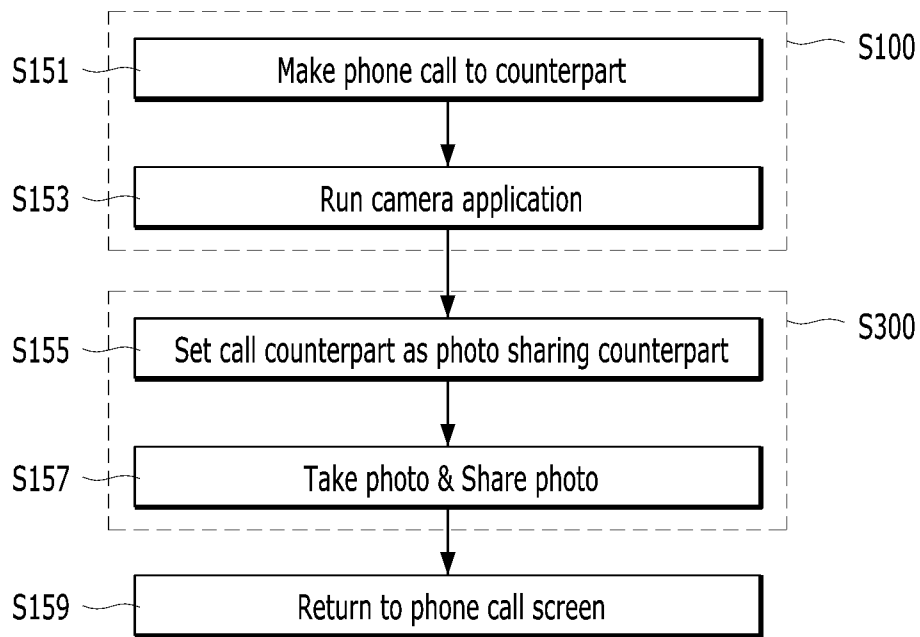 S100
S151
Make phone call to counterpart
S153
Run camera application
S300
S155
Set call counterpart as photo sharing counterpart
S157
Take photo & Share photo
S159
Return to phone call screen